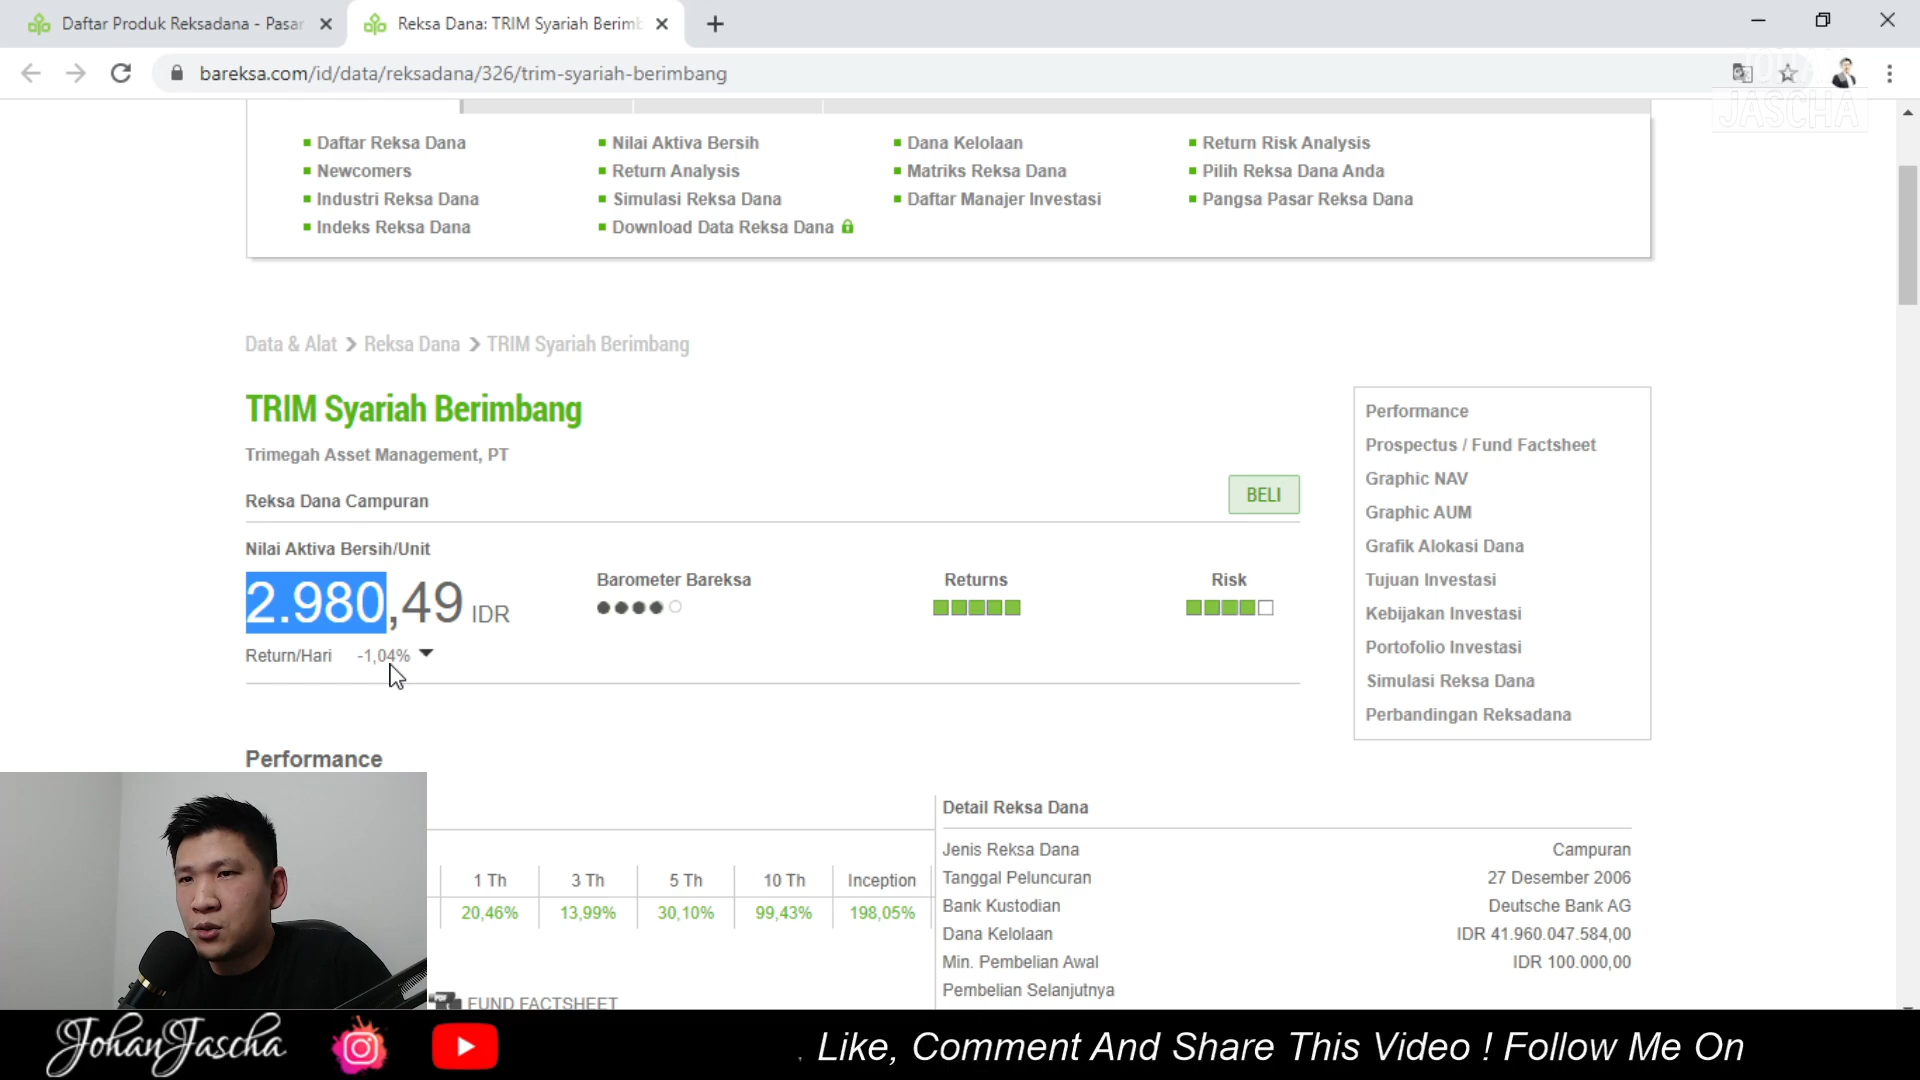 Daftar Produk Reksadana - Pasar
Reksa Dana: TRIM Syariah Berimb
bareksa.com/id/data/reksadana/326/trim-syariah-berimbang
JASCHA
Daftar Reksa Dana
Nilai Aktiva Bersih
Dana Kelolaan
Return Risk Analysis
Newcomers
Return Analysis
Matriks Reksa Dana
Pilih Reksa Dana Anda
Industri Reksa Dana
Simulasi Reksa Dana
Daftar Manajer Investasi
Pangsa Pasar Reksa Dana
Indeks Reksa Dana
Download Data Reksa Dana
Data & Alat > Reksa Dana > TRIM Syariah Berimbang
TRIM Syariah Berimbang
Trimegah Asset Management, PT
Reksa Dana Campuran
BELI
Nilai Aktiva Bersih/Unit
2.980,49 IDR
Return/Hari -1,04%
Barometer Bareksa
Returns
Risk
Performance
Prospectus / Fund Factsheet
Graphic NAV
Graphic AUM
Grafik Alokasi Dana
Tujuan Investasi
Kebijakan Investasi
Portofolio Investasi
Simulasi Reksa Dana
Perbandingan Reksadana
Performance
1 Th 3 Th 5 Th 10 Th Inception
20,46% 13,99% 30,10% 99,43% 198,05%
FUND FACTSHEET
Detail Reksa Dana
Jenis Reksa Dana Campuran
Tanggal Peluncuran 27 Desember 2006
Bank Kustodian Deutsche Bank AG
Dana Kelolaan IDR 41.960.047.584,00
Min. Pembelian Awal IDR 100.000,00
Pembelian Selanjutnya
JohanJascha
Like, Comment And Share This Video ! Follow Me On